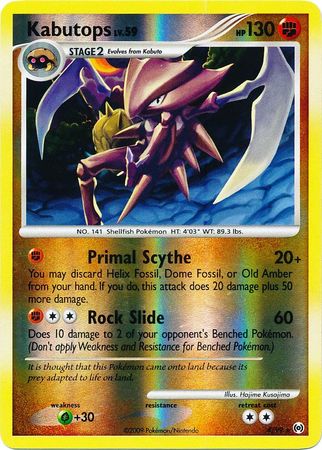 Kabutops LV.59 HP 130
STAGE 2 Evolves from Kabuto
NO. 141 Shellfish Pokémon HT: 4'03" WT: 89.3 lbs.
Primal Scythe 20+
You may discard Helix Fossil, Dome Fossil, or Old Amber
from your hand. If you do, this attack does 20 damage plus 50
more damage.
Rock Slide 60
Does 10 damage to 2 of your opponent's Benched Pokémon.
(Don't apply Weakness and Resistance for Benched Pokémon.)
It is thought that this Pokémon came onto land because its
prey adapted to life on land.
Illus. Hajime Kusajima
weakness resistance retreat cost
+30
©2009 Pokémon/Nintendo 4/99